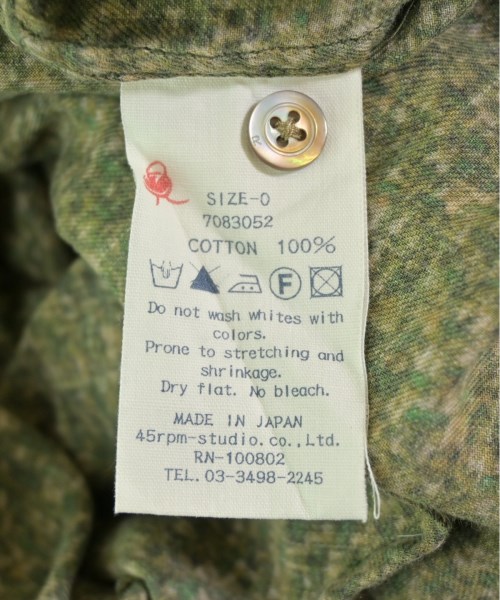 R
SIZE-0
7083052
COTTON 100%
F
Do not wash whites with
colors.
Prone to stretching and
shrinkage.
Dry flat. No bleach.
MADE IN JAPAN
45rpm-studio.co.,Ltd.
RN-100802
TEL. 03-3498-2245